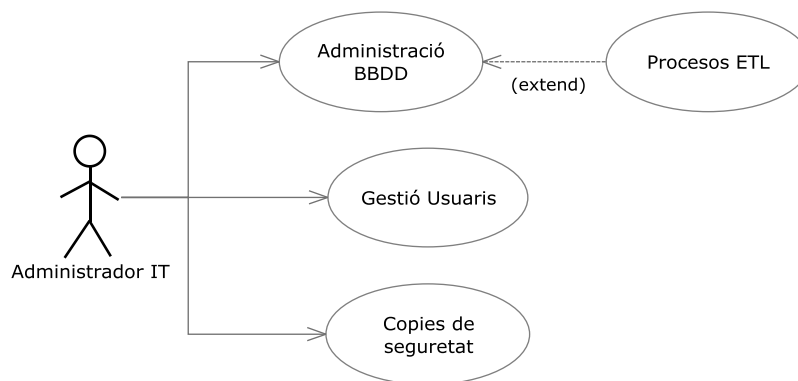 Administració
BBDD
Procesos ETL
(extend)
Gestió Usuaris
Administrador IT
Copies de
seguretat